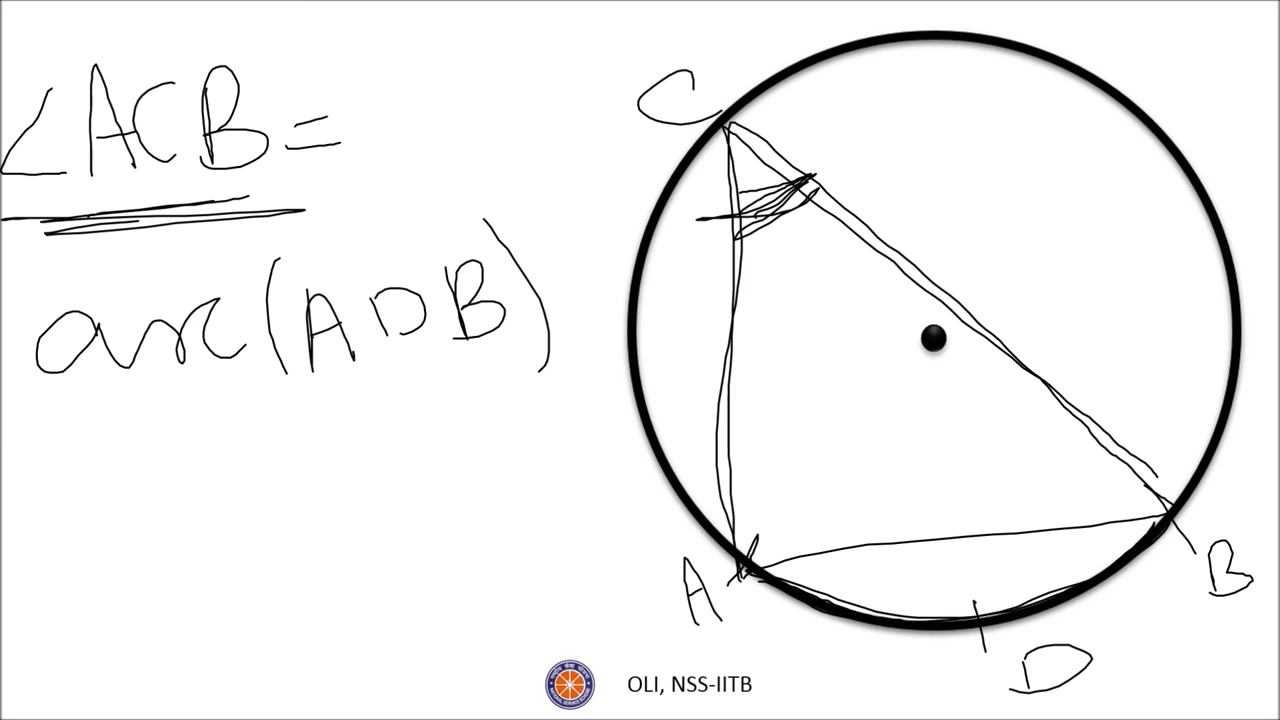 ∠ACB=
arc(ADB)
C
A
B
D
OLI, NSS-IITB